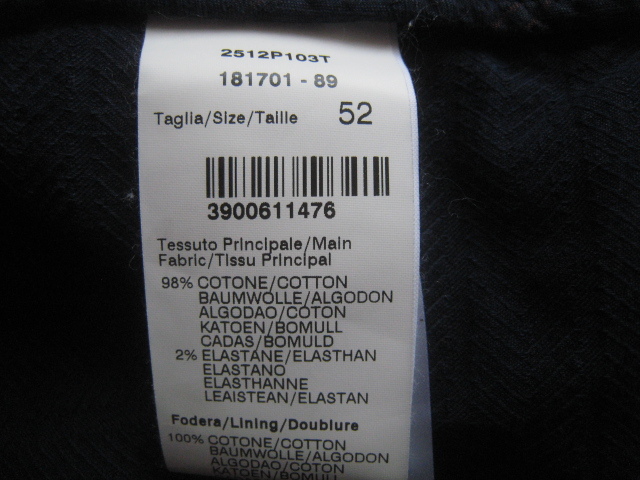 2512P103T
181701 - 89
Taglia/Size/Taille 52
3900611476
Tessuto Principale/Main
Fabric/Tissu Principal
98% COTONE/COTTON
BAUMWOLLE/ALGODON
ALGODAO/COTON
KATOEN/BOMULL
CADAS/BOMULD
2% ELASTANE/ELASTHAN
ELASTANO
ELASTHANNE
LEAISTEAN/ELASTAN
Fodera/Lining/Doublure
100% COTONE/COTTON
BAUMWOLLE/ALGODON
ALGODAO/COTON
KATOEN/BOMULL